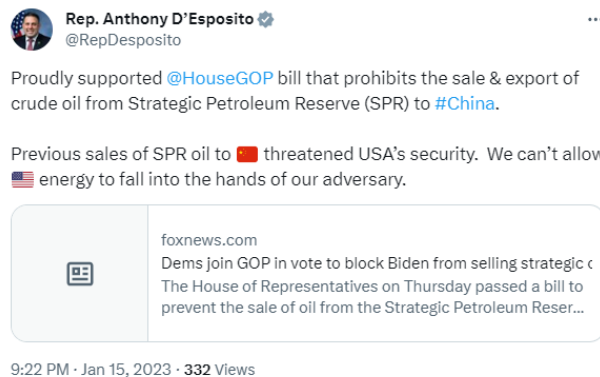 Rep. Anthony D’Esposito
@RepDesposito
Proudly supported @HouseGOP bill that prohibits the sale & export of
crude oil from Strategic Petroleum Reserve (SPR) to #China.
Previous sales of SPR oil to 🇨🇳 threatened USA’s security. We can’t allow
🇺🇸 energy to fall into the hands of our adversary.
foxnews.com
Dems join GOP in vote to block Biden from selling strategic
The House of Representatives on Thursday passed a bill to
prevent the sale of oil from the Strategic Petroleum Reser...
9:22 PM · Jan 15, 2023 · 332 Views